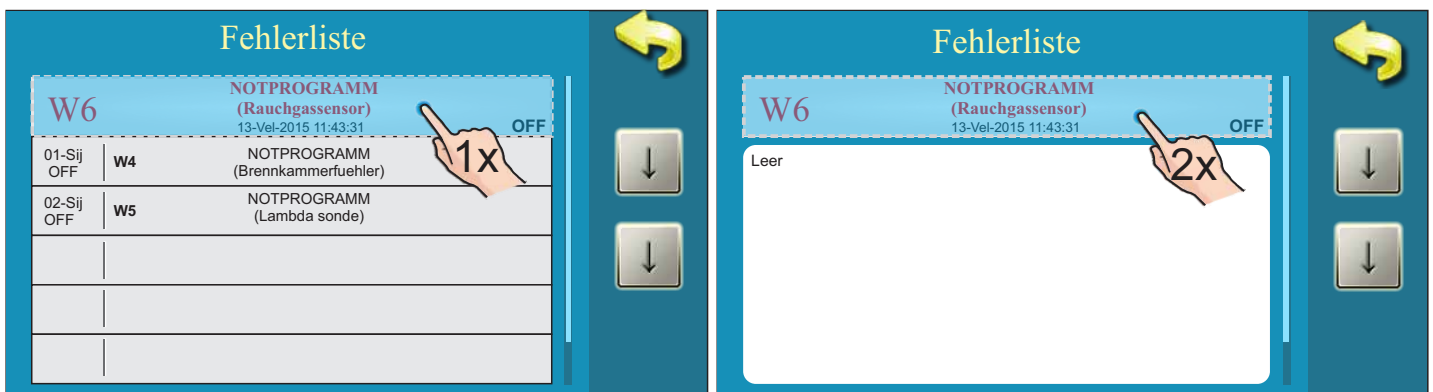 Fehlerliste
W6
NOTPROGRAMM
(Rauchgassensor)
13-Vel-2015 11:43:31
OFF
1x
01-Sij
OFF
W4
NOTPROGRAMM
(Brennkammerfuehler)
02-Sij
OFF
W5
NOTPROGRAMM
(Lambda sonde)
↓
↓
Fehlerliste
W6
NOTPROGRAMM
(Rauchgassensor)
13-Vel-2015 11:43:31
OFF
2x
Leer
↓
↓